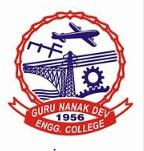 GURU NANAK DEV
1956
ENGG. COLLEGE